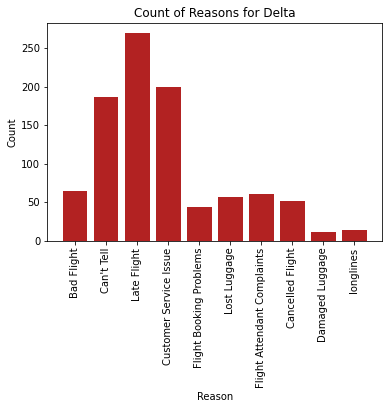 Count of Reasons for Delta
Count
250
200
150
100
50
0
Bad Flight
Can't Tell
Late Flight
Customer Service Issue
Flight Booking Problems
Lost Luggage
Flight Attendant Complaints
Cancelled Flight
Damaged Luggage
longlines
Reason